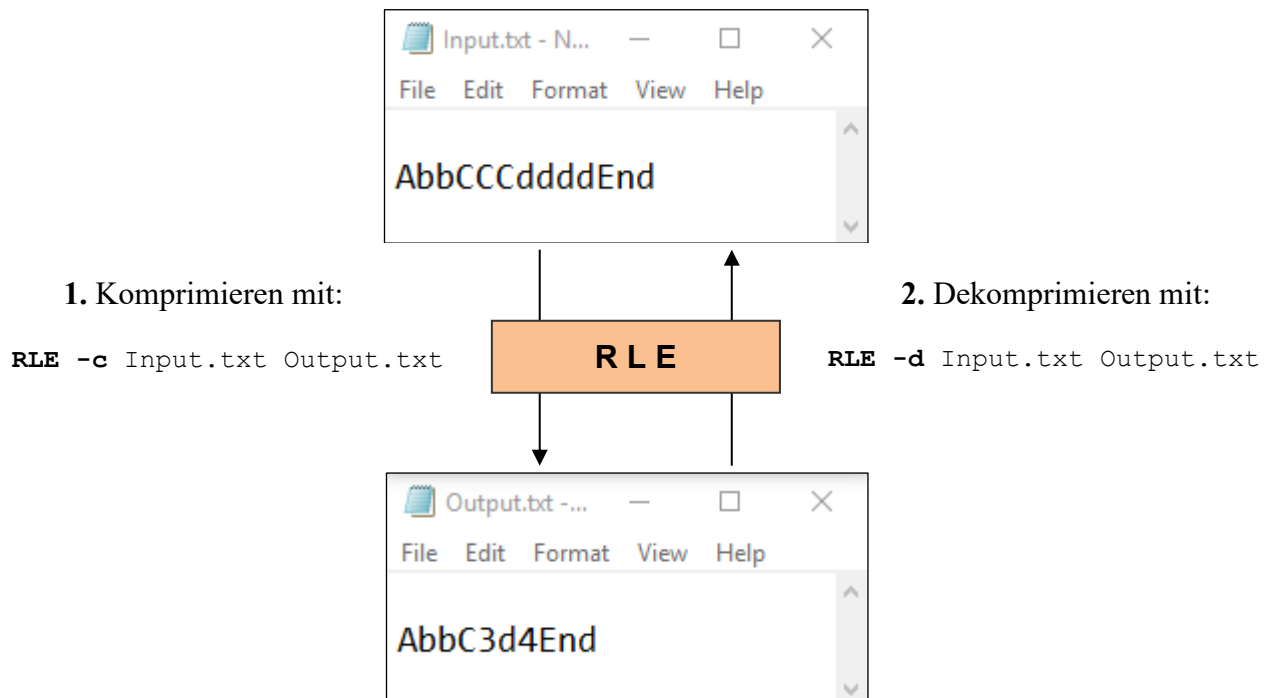 Input.txt - N...
File Edit Format View Help
AbbCCCddddEnd
1. Komprimieren mit:
2. Dekomprimieren mit:
RLE -c Input.txt Output.txt
R L E
RLE -d Input.txt Output.txt
Output.txt -...
File Edit Format View Help
AbbC3d4End